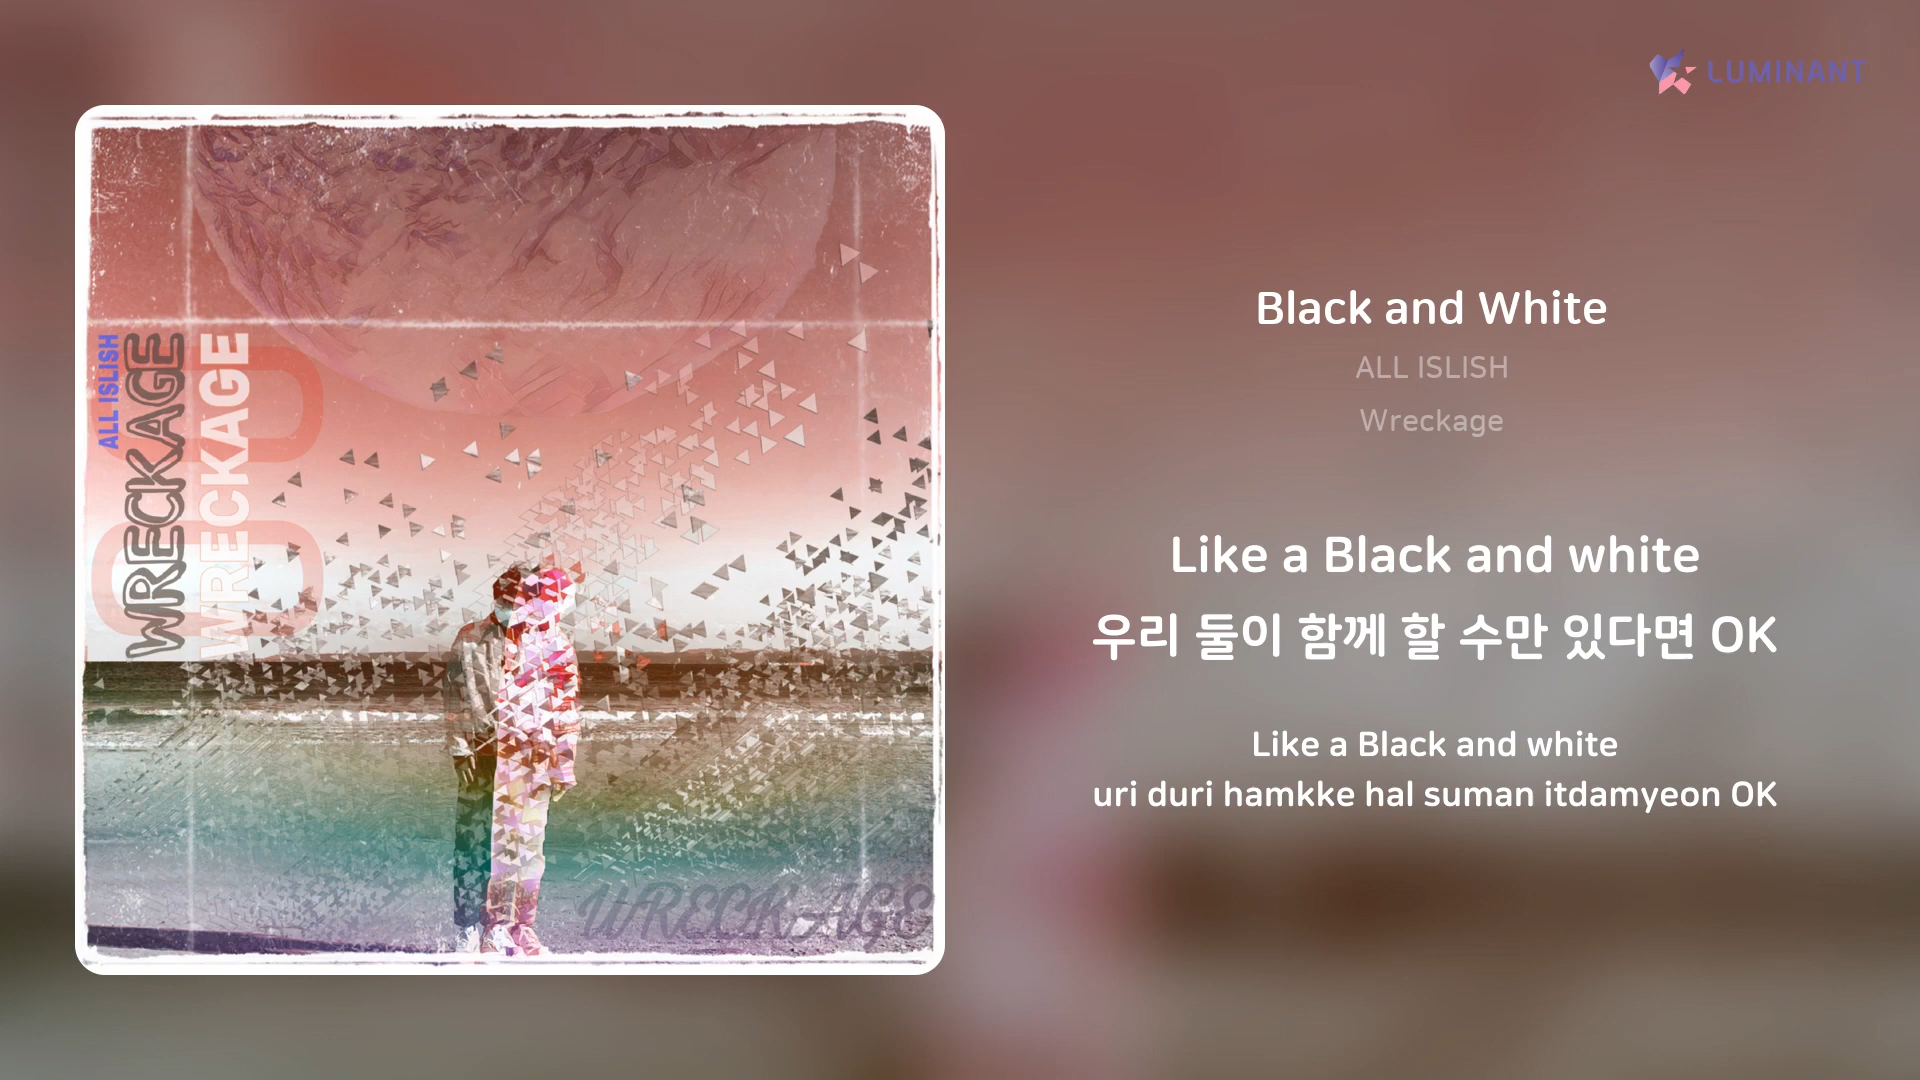 LUMINANT
ALL ISLISH
WRECKAGE
WRECKAGE
WRECKAGE
Black and White
ALL ISLISH
Wreckage
Like a Black and white
우리 둘이 함께 할 수만 있다면 OK
Like a Black and white
uri duri hamkke hal suman itdamyeon OK